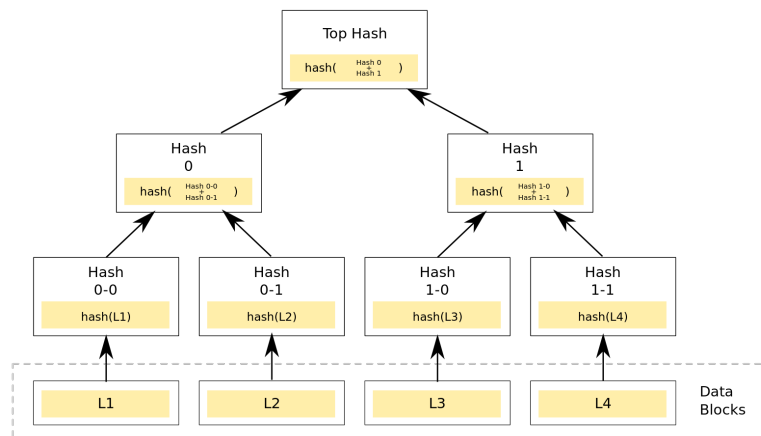 Top Hash
hash( Hash 0 + Hash 1 )
Hash
0
hash( Hash 0-0 + Hash 0-1 )
Hash
1
hash( Hash 1-0 + Hash 1-1 )
Hash
0-0
hash(L1)
Hash
0-1
hash(L2)
Hash
1-0
hash(L3)
Hash
1-1
hash(L4)
L1
L2
L3
L4
Data
Blocks